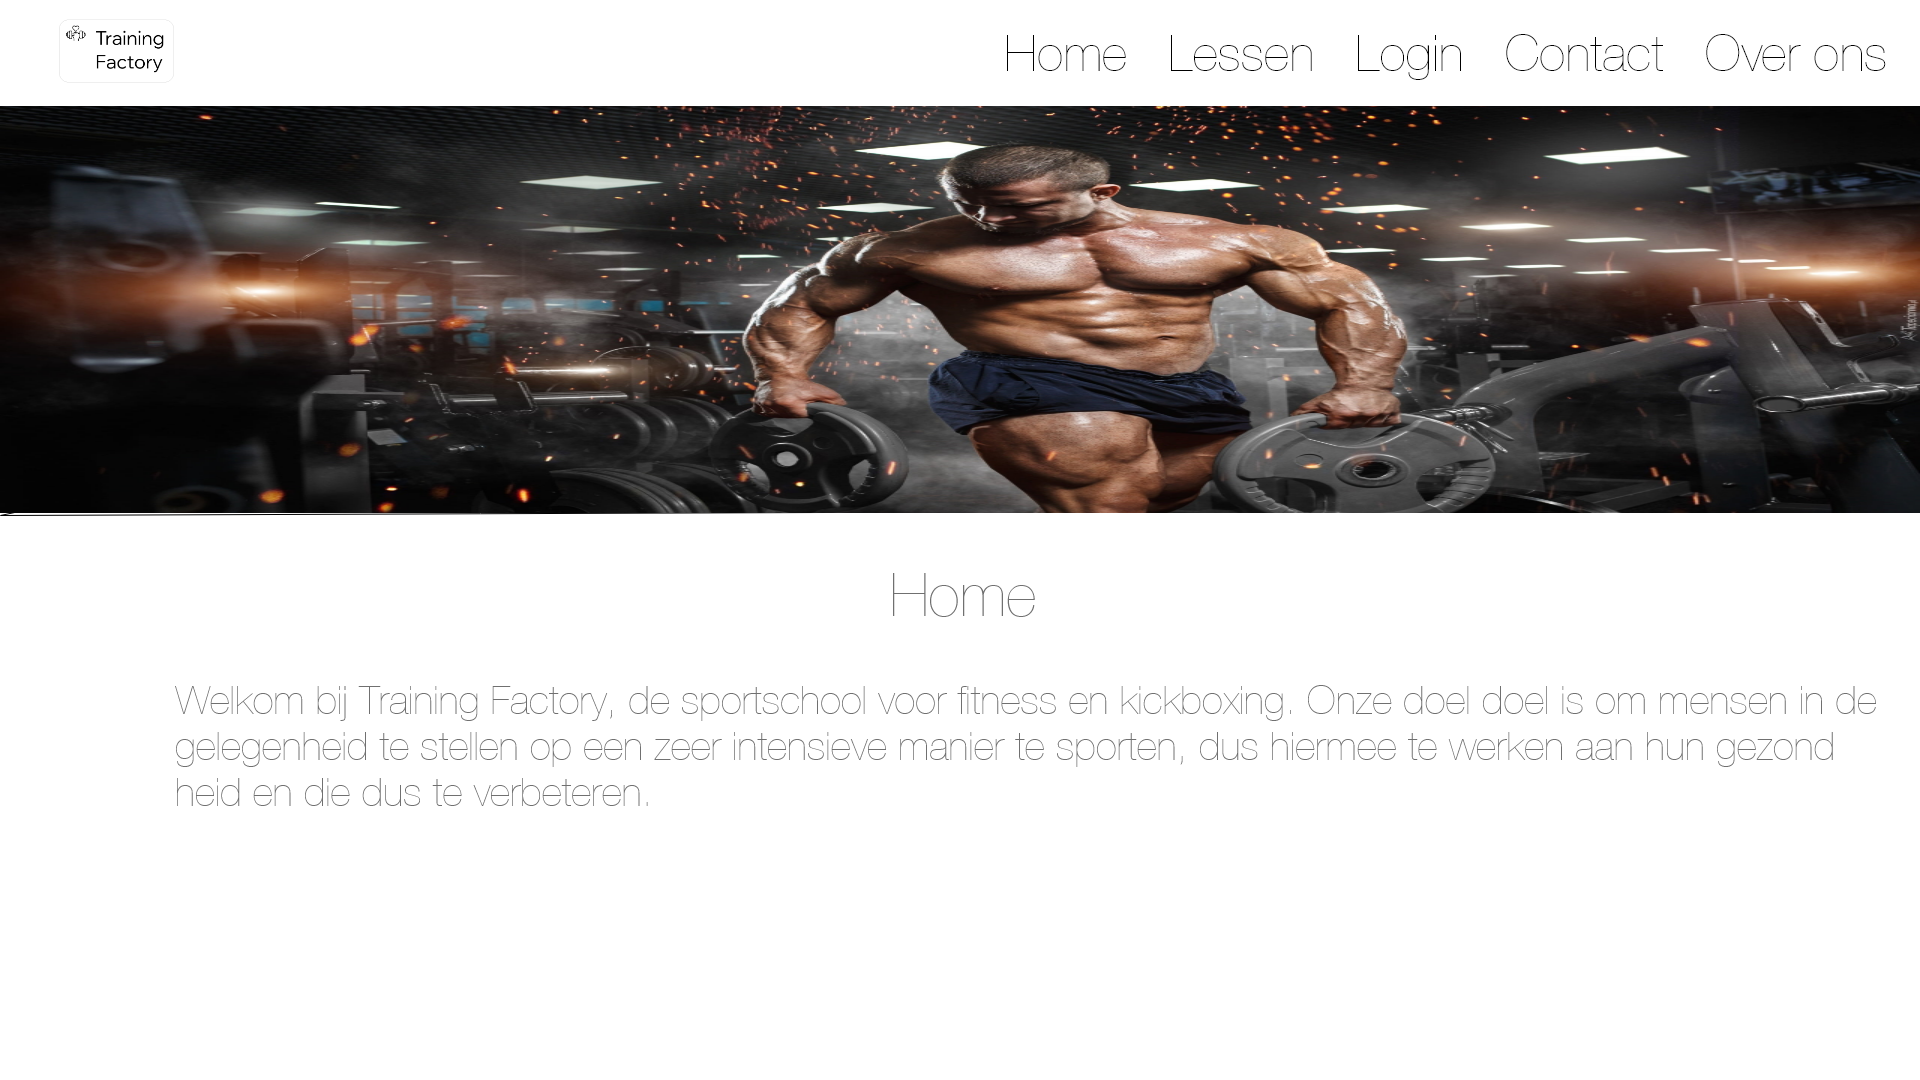 Training
Factory
Home Lessen Login Contact Over ons
Home
Welkom bij Training Factory, de sportschool voor fitness en kickboxing. Onze doel doel is om mensen in de
gelegenheid te stellen op een zeer intensieve manier te sporten, dus hiermee te werken aan hun gezond
heid en die dus te verbeteren.